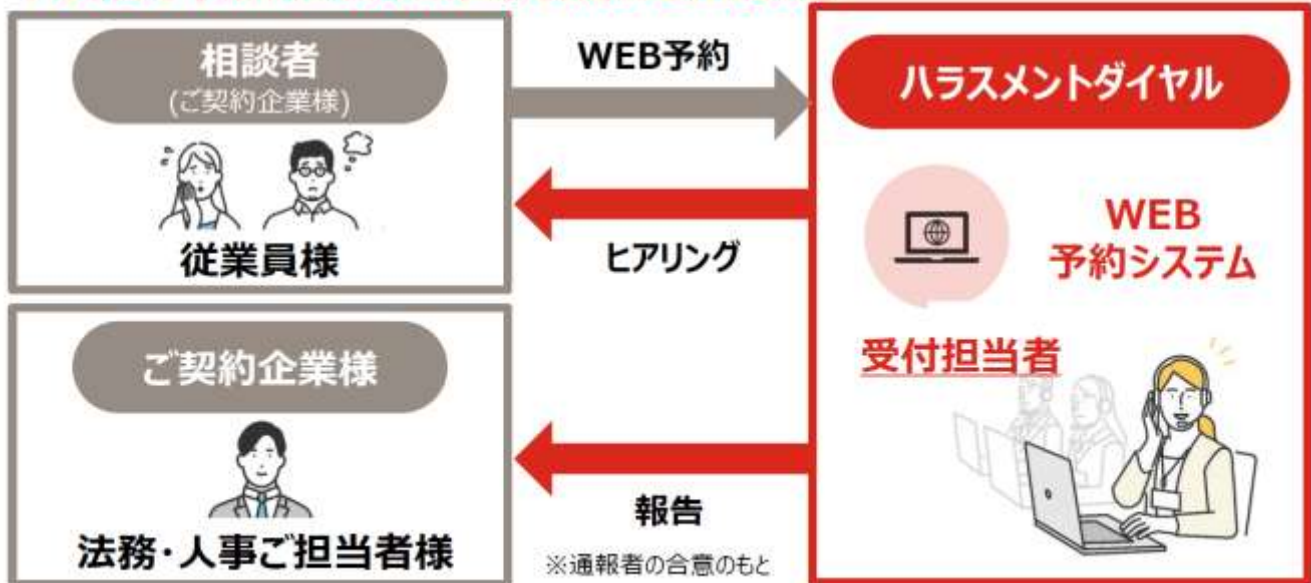 相談者
(ご契約企業様)
従業員様
WEB予約
ヒアリング
ハラスメントダイヤル
WEB
予約システム
受付担当者
ご契約企業様
法務・人事ご担当者様
報告
※通報者の合意のもと